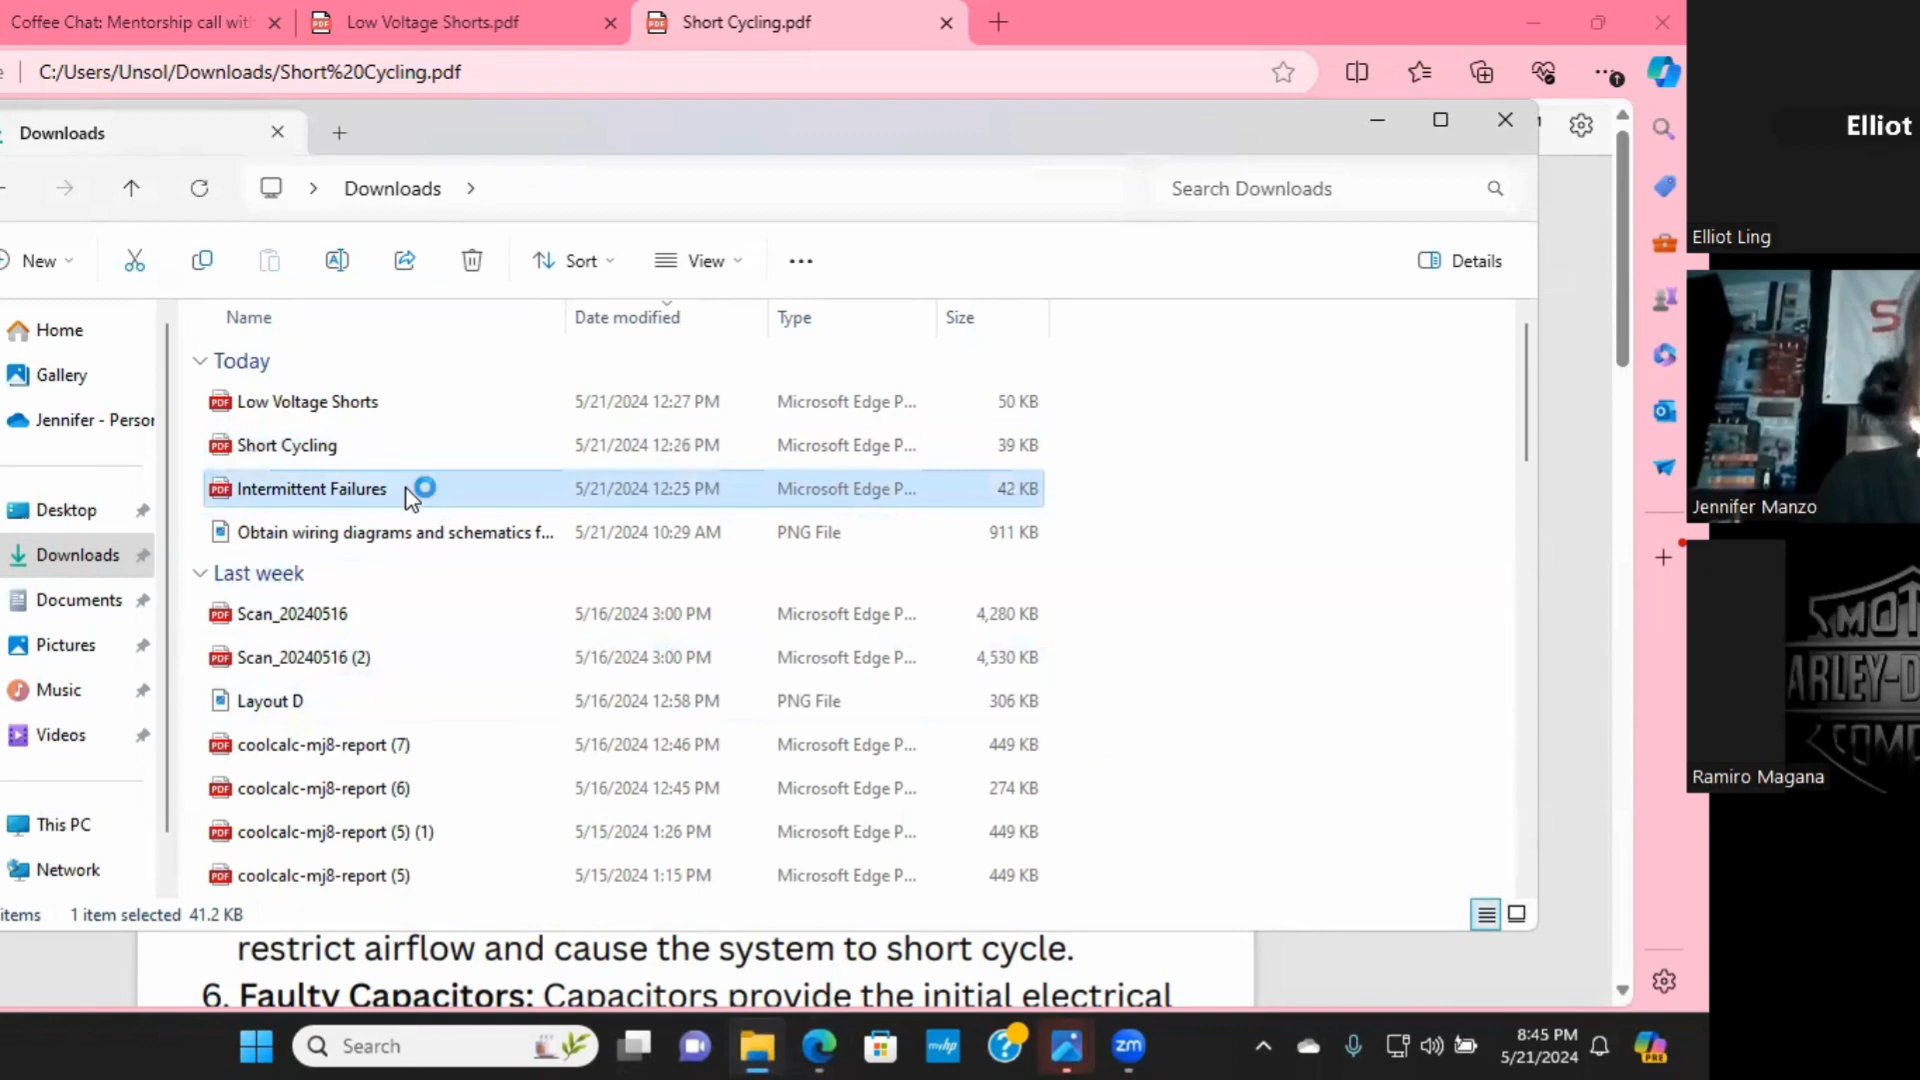 Coffee Chat: Mentorship call wit
Low Voltage Shorts.pdf
Short Cycling.pdf
C:/Users/Unsol/Downloads/Short%20Cycling.pdf
Downloads
Downloads
Search Downloads
New
Sort
View
Details
Name
Date modified
Type
Size
Home
Gallery
Jennifer - Persor
Desktop
Downloads
Documents
Pictures
Music
Videos
This PC
Network
Today
Low Voltage Shorts 5/21/2024 12:27 PM Microsoft Edge P... 50 KB
Short Cycling 5/21/2024 12:26 PM Microsoft Edge P... 39 KB
Intermittent Failures 5/21/2024 12:25 PM Microsoft Edge P... 42 KB
Obtain wiring diagrams and schematics f... 5/21/2024 10:29 AM PNG File 911 KB
Last week
Scan_20240516 5/16/2024 3:00 PM Microsoft Edge P... 4,280 KB
Scan_20240516 (2) 5/16/2024 3:00 PM Microsoft Edge P... 4,530 KB
Layout D 5/16/2024 12:58 PM PNG File 306 KB
coolcalc-mj8-report (7) 5/16/2024 12:46 PM Microsoft Edge P... 449 KB
coolcalc-mj8-report (6) 5/16/2024 12:45 PM Microsoft Edge P... 274 KB
coolcalc-mj8-report (5) (1) 5/15/2024 1:26 PM Microsoft Edge P... 449 KB
coolcalc-mj8-report (5) 5/15/2024 1:15 PM Microsoft Edge P... 449 KB
items 1 item selected 41.2 KB
restrict airflow and cause the system to short cycle.
6. Faulty Capacitors: Capacitors provide the initial electrical
Search
myhp
zm
8:45 PM
5/21/2024
PRE
Elliot
Elliot Ling
S
Jennifer Manzo
MOT
ARLEY-D
COM
Ramiro Magana